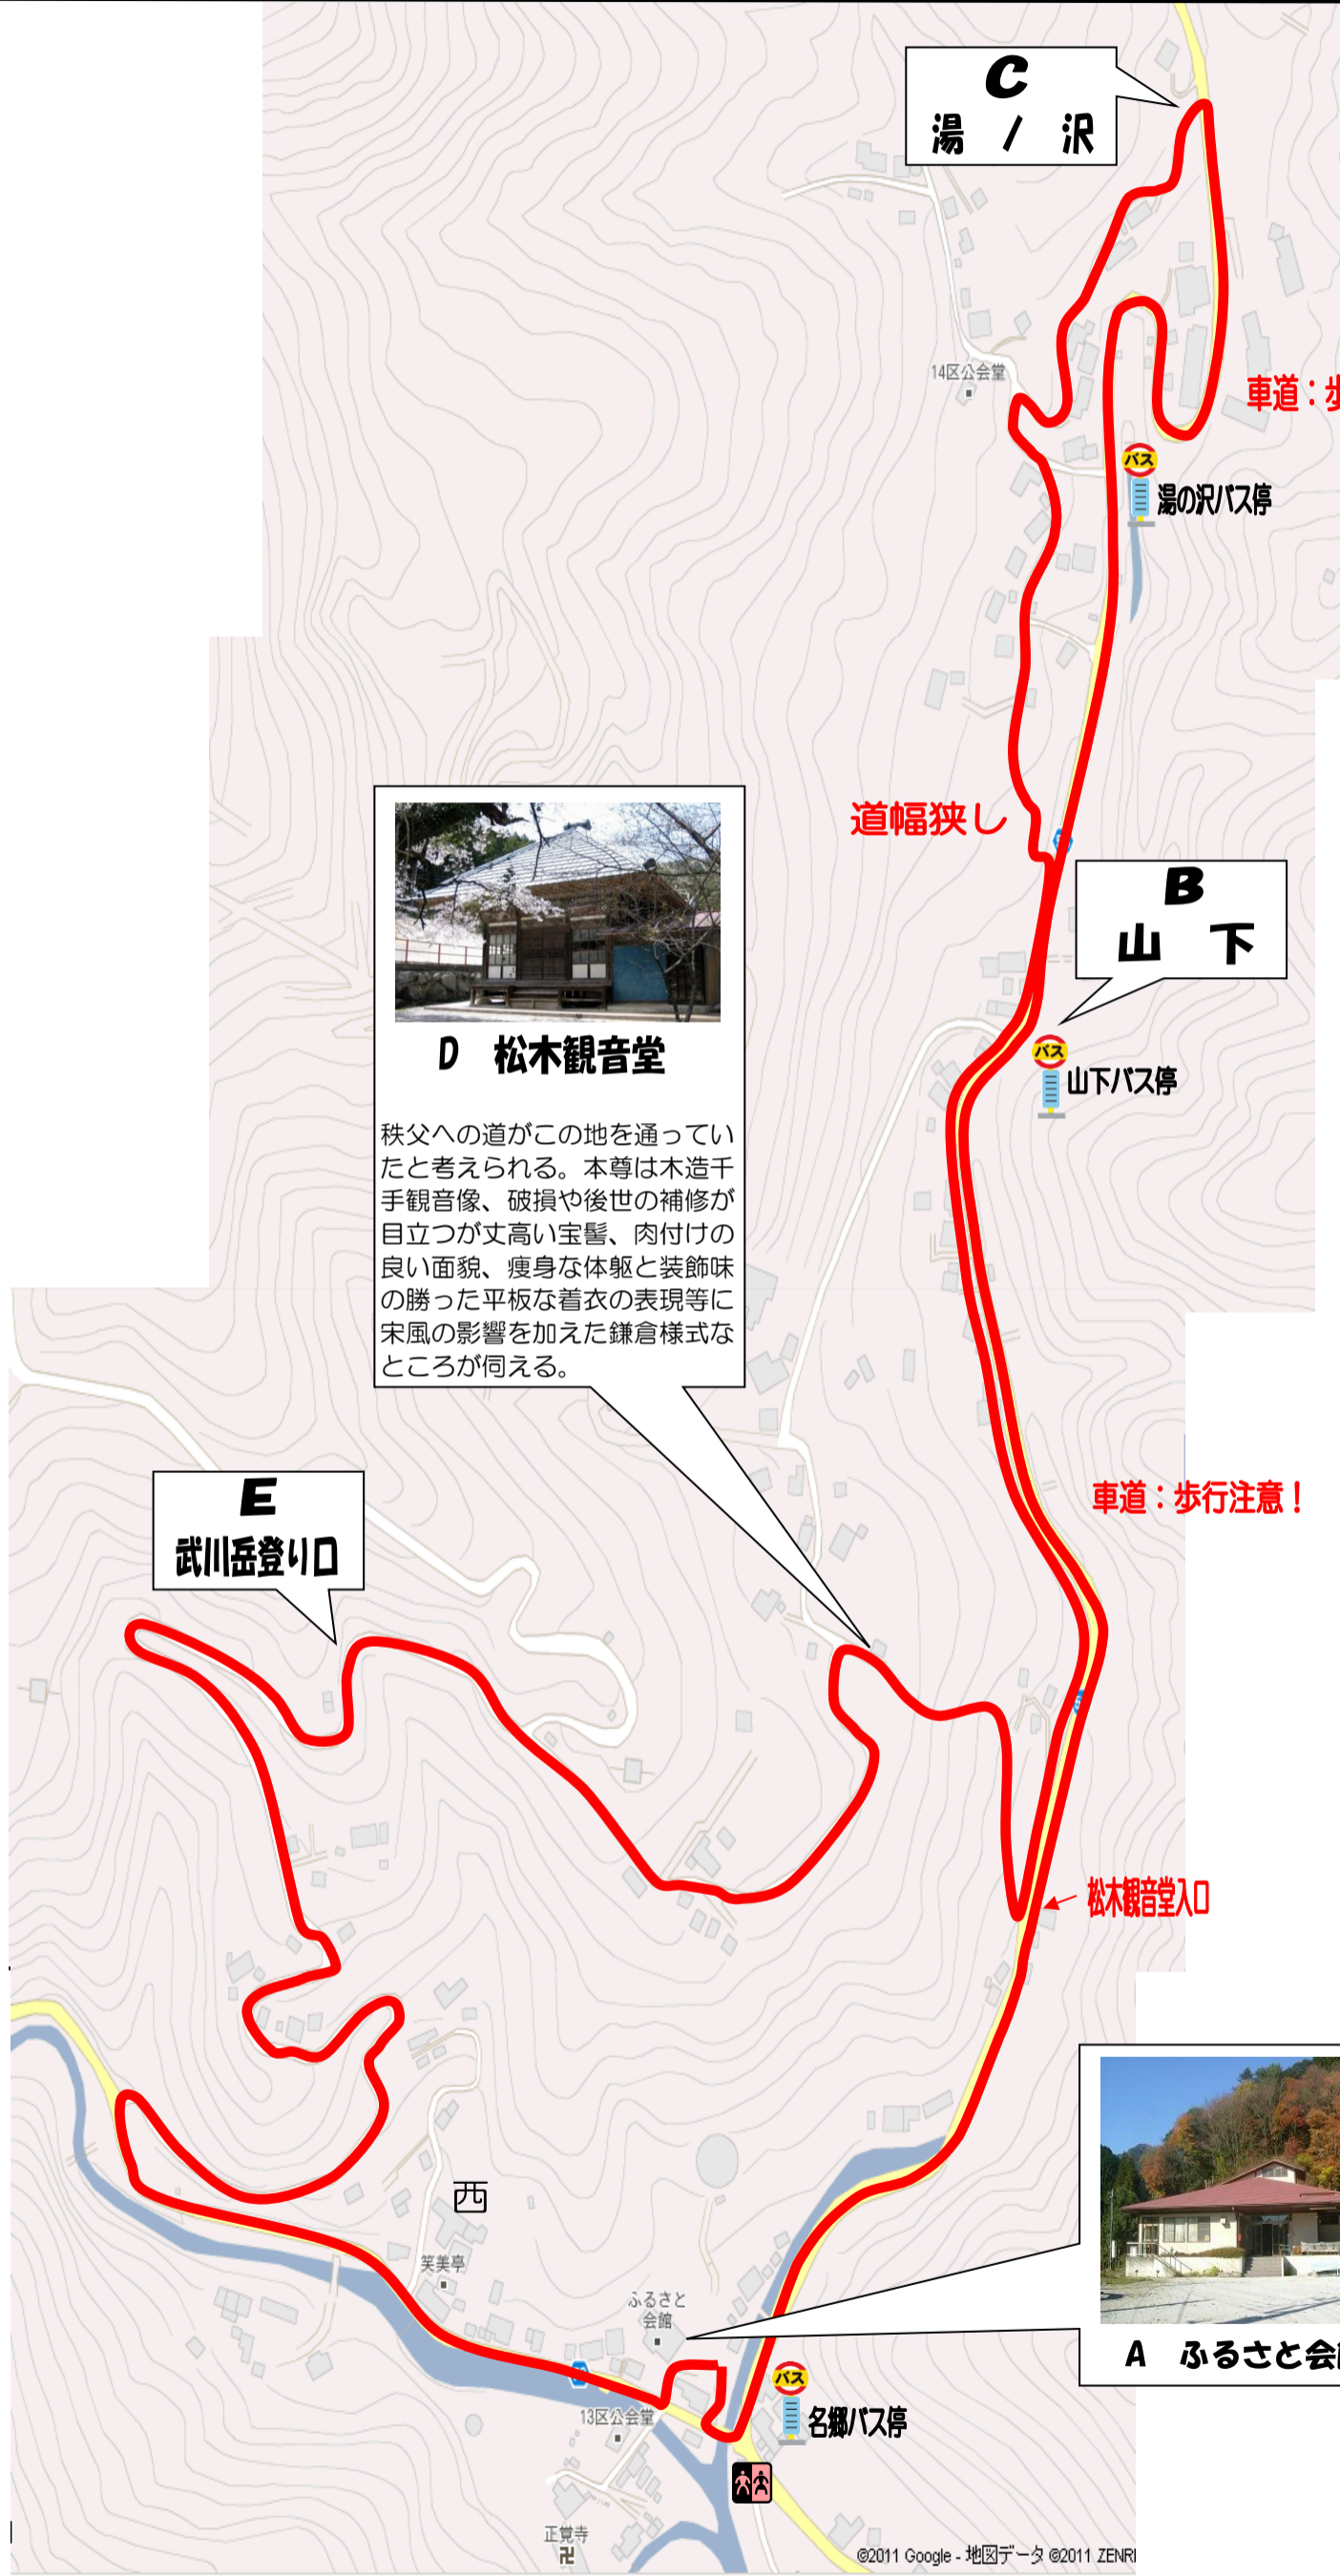 C
湯ノ沢
14区公会堂
車道：歩
バス
湯の沢バス停
道幅狭し
B
山下
バス
山下バス停
D 松木観音堂
秩父への道がこの地を通ってい
たと考えられる。本尊は木造千
手観音像、破損や後世の補修が
目立つが丈高い宝髻、肉付けの
良い面貌、痩身な体躯と装飾味
の勝った平板な着衣の表現等に
宋風の影響を加えた鎌倉様式な
ところが伺える。
E
武川岳登り口
車道：歩行注意！
松木観音堂入口
西
笑美亭
ふるさと
会館
A ふるさと会
バス
名郷バス停
13区公会堂
正覚寺
卍
©2011 Google - 地図データ ©2011 ZENR